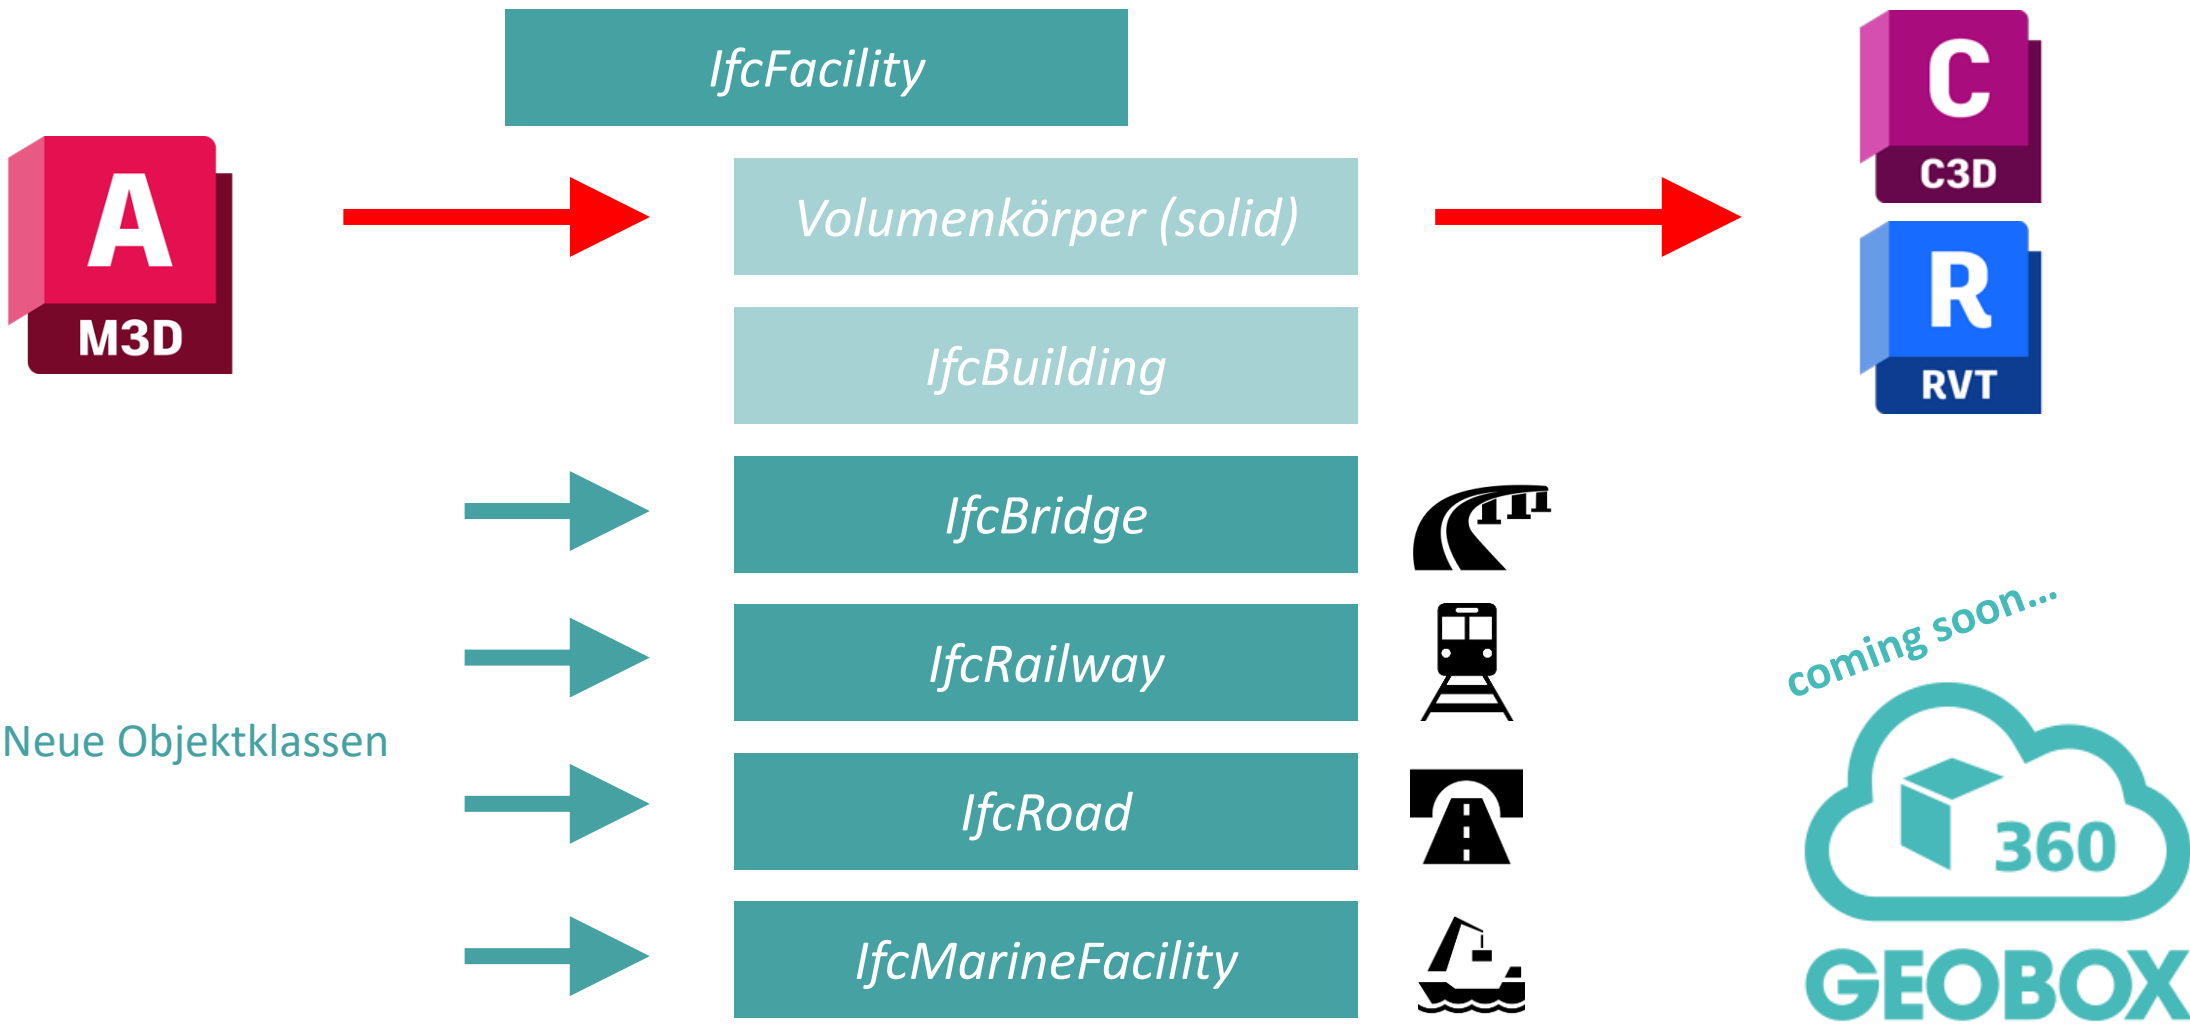 IfcFacility
A
M3D
Volumenkörper (solid)
C
C3D
R
RVT
IfcBuilding
IfcBridge
IfcRailway
Neue Objektklassen
IfcRoad
IfcMarineFacility
coming soon...
360
GEOBOX